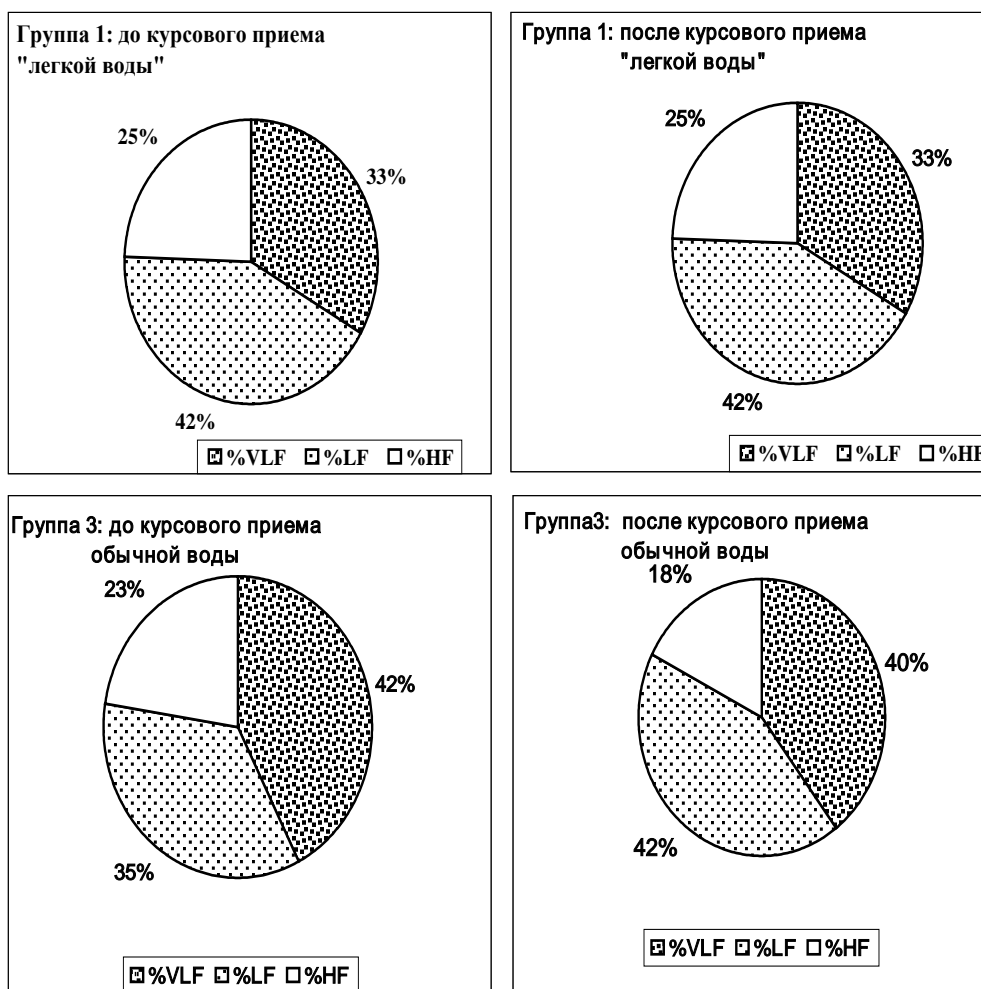 Группа 1: до курсового приема
"легкой воды"
25%
33%
42%
%VLF %LF %HF
Группа 1: после курсового приема
"легкой воды"
25%
33%
42%
%VLF %LF %HF
Группа 3: до курсового приема
обычной воды
23%
42%
35%
%VLF %LF %HF
Группа3: после курсового приема
обычной воды
18%
40%
42%
%VLF %LF %HF